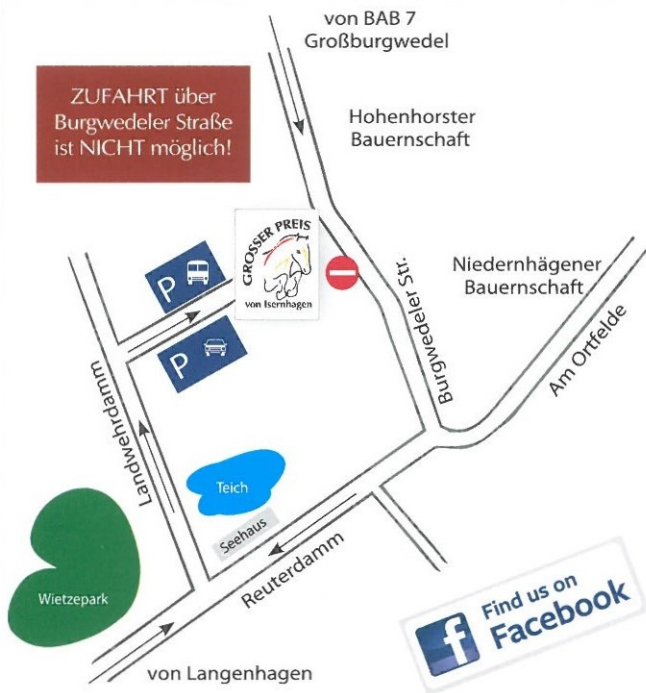 von BAB 7
Großburgwedel
ZUFAHRT über
Burgwedeler Straße
ist NICHT möglich!
Hohenhorster
Bauernschaft
GROSSER PREIS
von Isernhagen
P
P
Burgwedeler Str.
Niedernhägener
Bauernschaft
Am Ortfelde
Landwehrdamm
Teich
Seehaus
Reuterdamm
Wietzepark
von Langenhagen
f
Find us on
Facebook